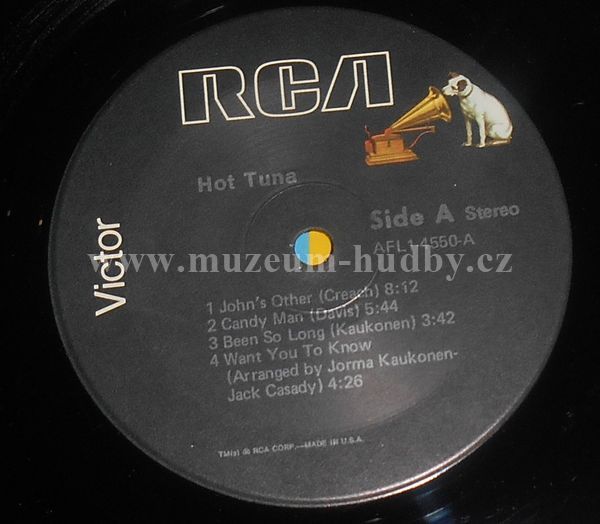 RCA
Hot Tuna
Victor
Side A Stereo
AFL1-4550-A
www.muzeum-hudby.cz
1 John's Other (Creach) 8:12
2 Candy Man (Davis) 5:44
3 Been So Long (Kaukonen) 3:42
4 Want You To Know
(Arranged by Jorma Kaukonen-
Jack Casady) 4:26
TM(s) ® RCA CORP.—MADE IN U.S.A.